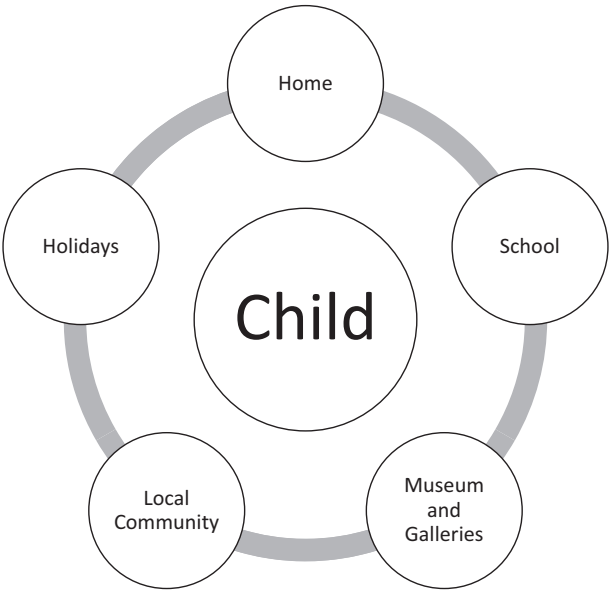 Home
Holidays
School
Child
Local
Community
Museum
and
Galleries